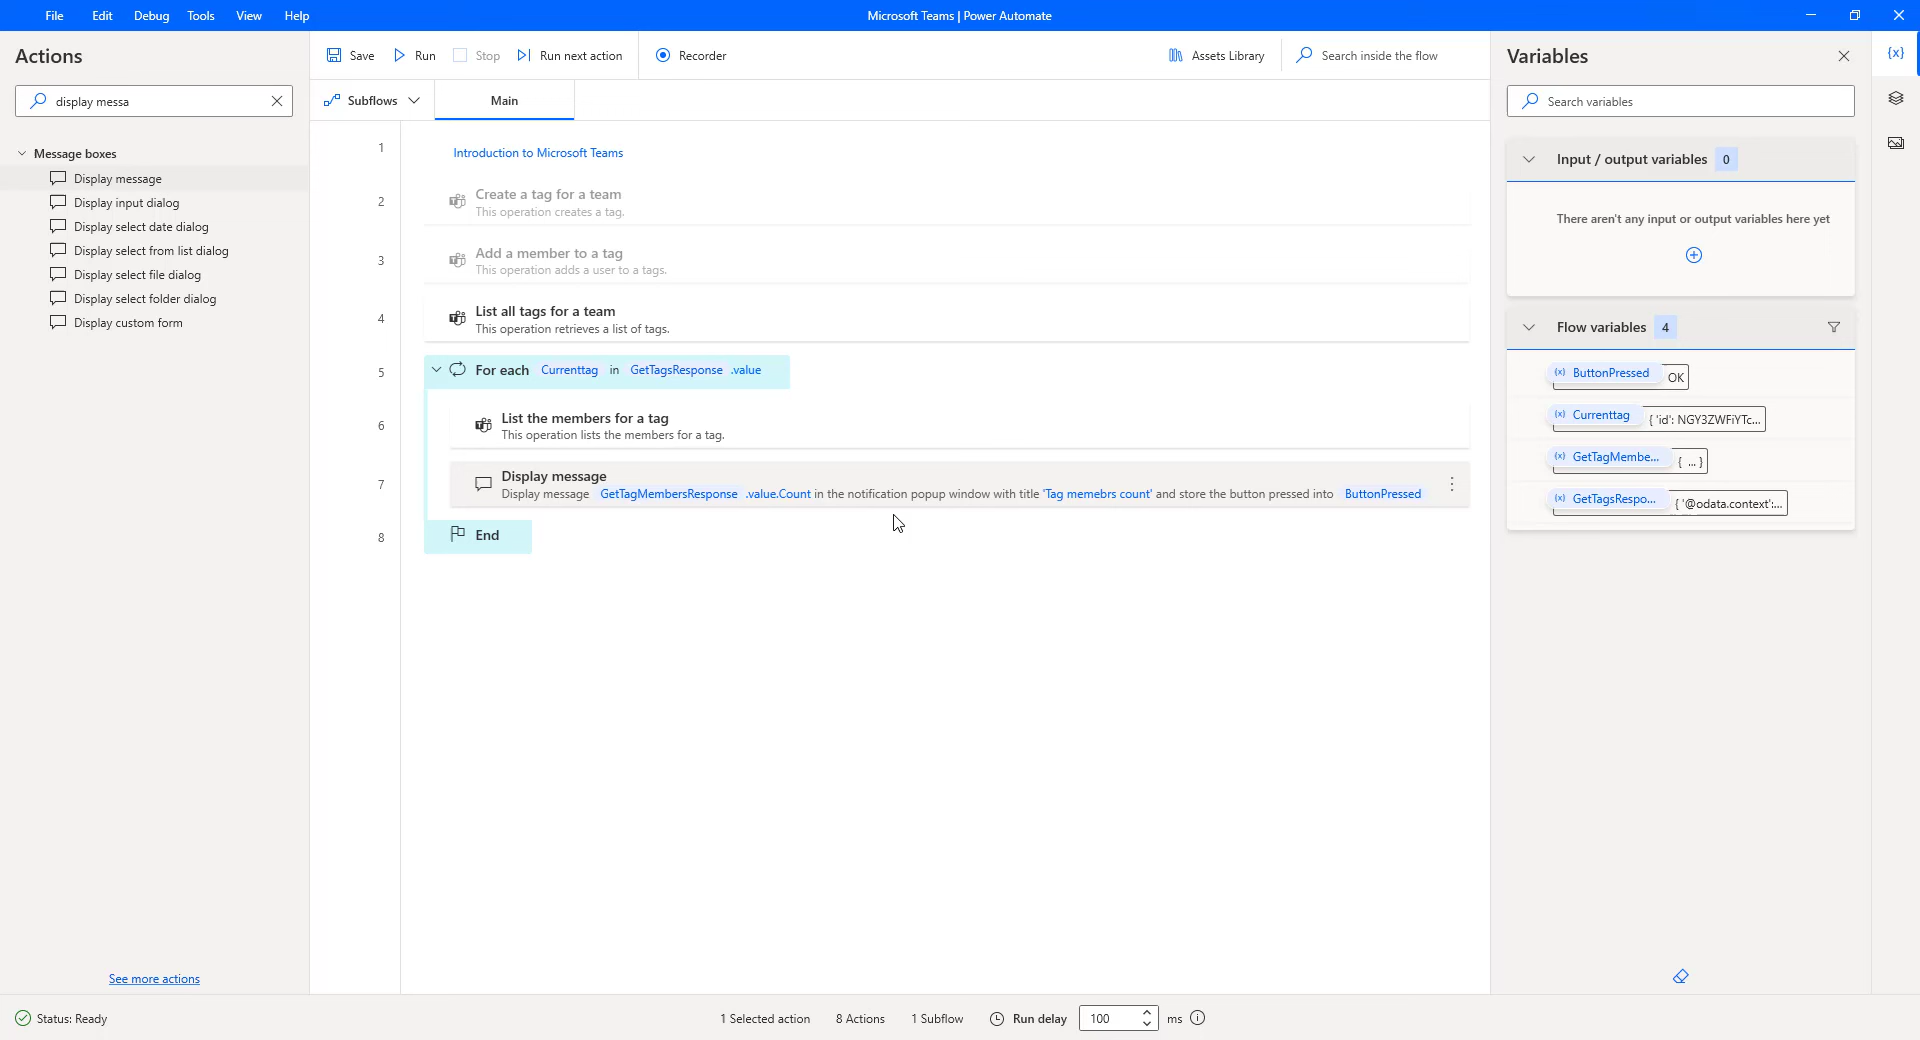 File Edit Debug Tools View Help
Microsoft Teams | Power Automate
Actions
display messa
Message boxes
Display message
Display input dialog
Display select date dialog
Display select from list dialog
Display select file dialog
Display select folder dialog
Display custom form
See more actions
Save Run Stop Run next action Recorder Assets Library Search inside the flow
Subflows Main
1 Introduction to Microsoft Teams
2 Create a tag for a team
This operation creates a tag.
3 Add a member to a tag
This operation adds a user to a tags.
4 List all tags for a team
This operation retrieves a list of tags.
5 For each Currenttag in GetTagsResponse .value
6 List the members for a tag
This operation lists the members for a tag.
7 Display message
Display message GetTagMembersResponse .value.Count in the notification popup window with title 'Tag memebrs count' and store the button pressed into ButtonPressed
8 End
Variables
{x}
Search variables
Input / output variables 0
There aren't any input or output variables here yet
Flow variables 4
(x) ButtonPressed OK
(x) Currenttag { 'id': NGY3ZWFiYTc...
(x) GetTagMembe... { ... }
(x) GetTagsRespo... { '@odata.context':...
Status: Ready 1 Selected action 8 Actions 1 Subflow Run delay 100 ms